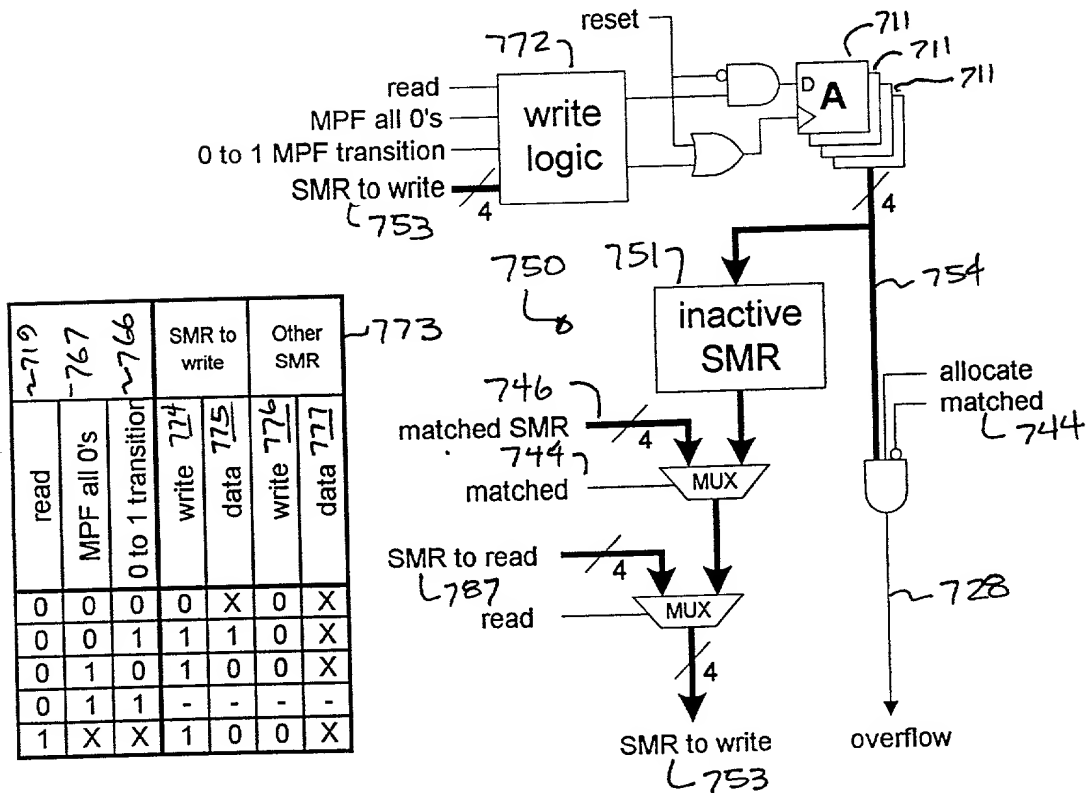 reset
772
711
711
711
read
MPF all 0's
0 to 1 MPF transition
SMR to write
753
4
write
logic
D
A
4
750
751
754
inactive
SMR
746
matched SMR
4
744
matched
MUX
allocate
matched
744
SMR to read
787
4
read
MUX
728
4
SMR to write
753
overflow
773
719 767 766 SMR to write Other SMR
read MPF all 0's 0 to 1 transition write 774 data 775 write 776 data 777
0 0 0 0 X 0 X
0 0 1 1 1 0 X
0 1 0 1 0 0 X
0 1 1 - - - -
1 X X 1 0 0 X